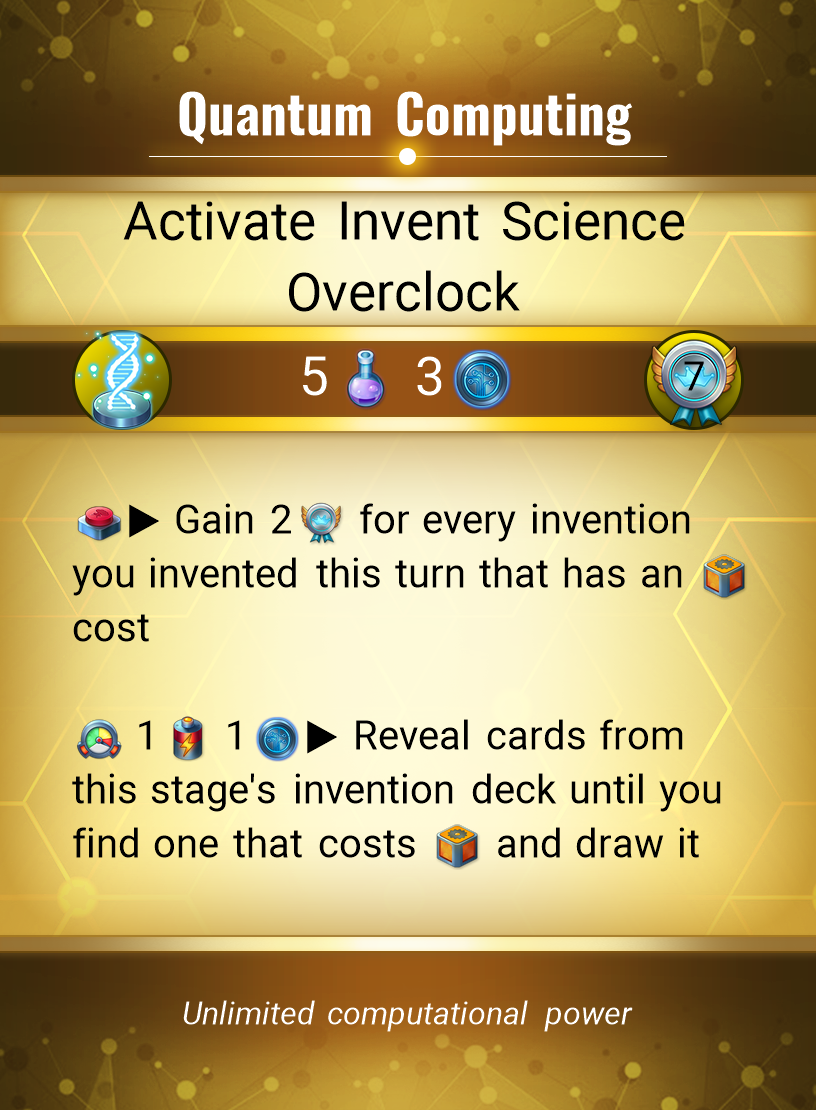 Quantum Computing
Activate Invent Science
Overclock
5 3 7
Gain 2 for every invention
you invented this turn that has an
cost
1 1 Reveal cards from
this stage's invention deck until you
find one that costs and draw it
Unlimited computational power